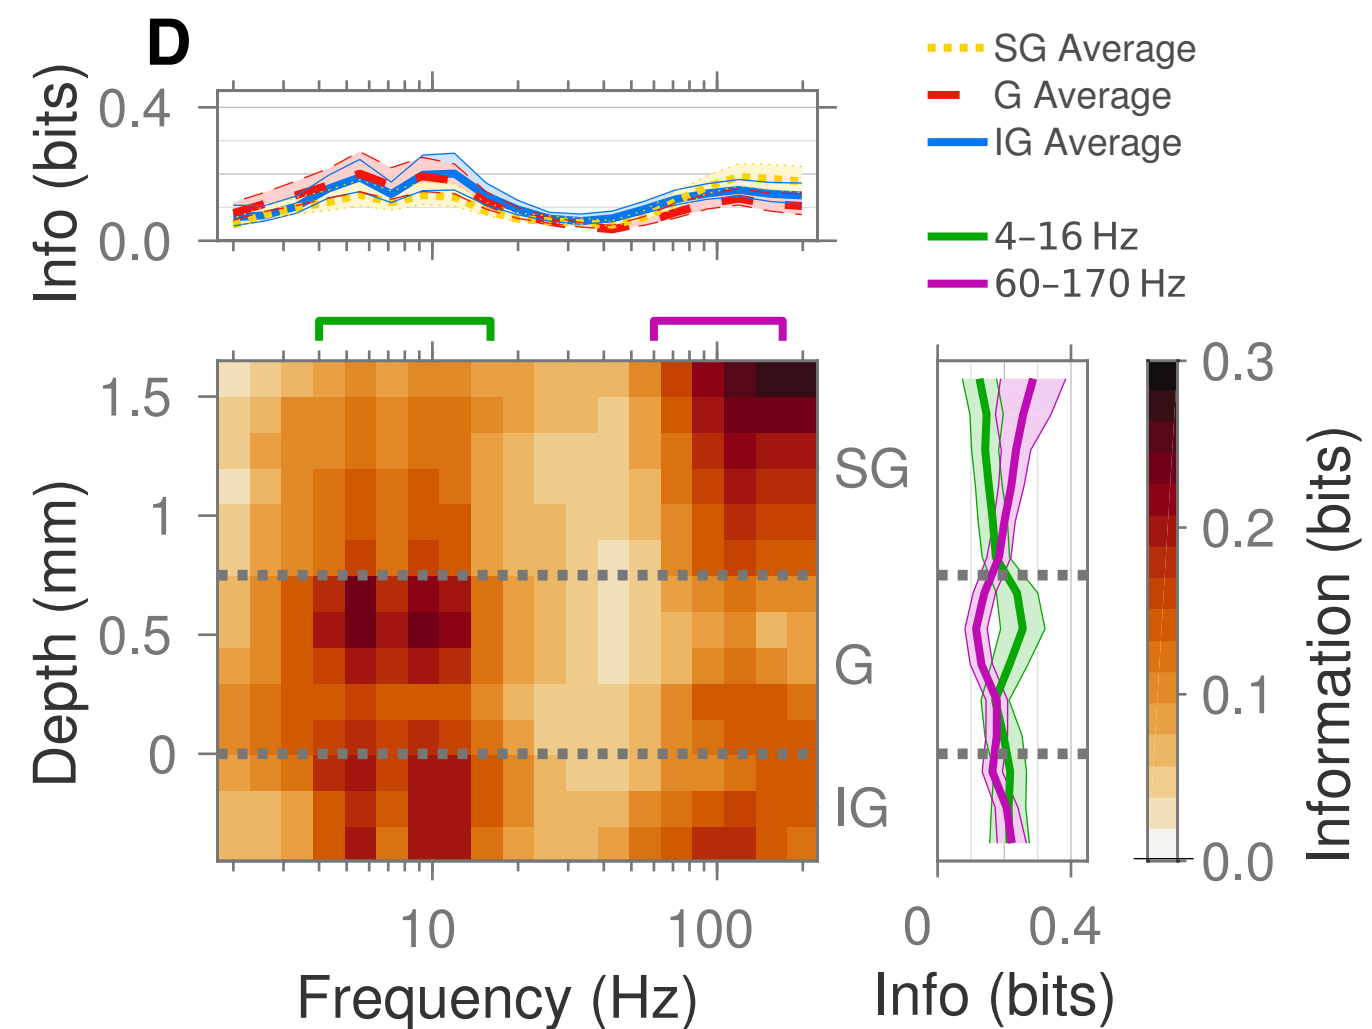 D
SG Average
G Average
IG Average
4–16 Hz
60–170 Hz
Info (bits)
0.4
0.0
Depth (mm)
1.5
1
0.5
0
SG
G
IG
10
100
Frequency (Hz)
0
0.4
Info (bits)
0.3
0.2
0.1
0.0
Information (bits)